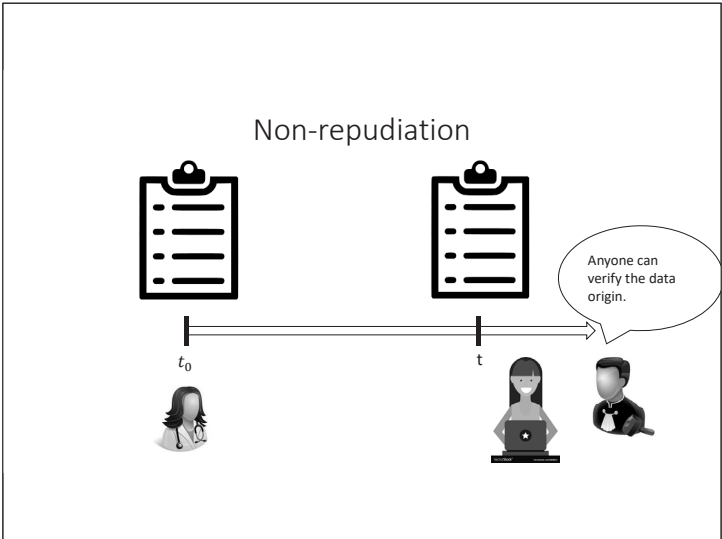 Non-repudiation
Anyone can
verify the data
origin.
t₀
t